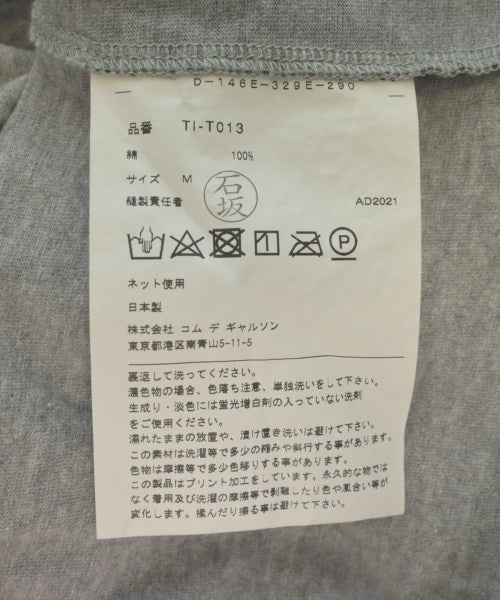 D-146E-329E-290
品番 TI-T013
綿 100%
サイズ M
縫製責任者 石坂 AD2021
ネット使用
日本製
株式会社 コム デ ギャルソン
東京都港区南青山5-11-5
裏返して洗ってください。
濃色物の場合、色落ち注意、単独洗いをして下さい。
生成り・淡色には蛍光増白剤の入っていない洗剤
をご使用ください。
濡れたままの放置や、漬け置き洗いは避けて下さい。
この素材は洗濯等で多少の縮みや斜行する事があります。
色物は摩擦等で多少色移りする事があります。
この製品はプリント加工をしています。永久的な物では
なく着用及び洗濯の摩擦等で剥離したり色や風合い等が
変化します。揉んだり擦る事は避けて下さい。